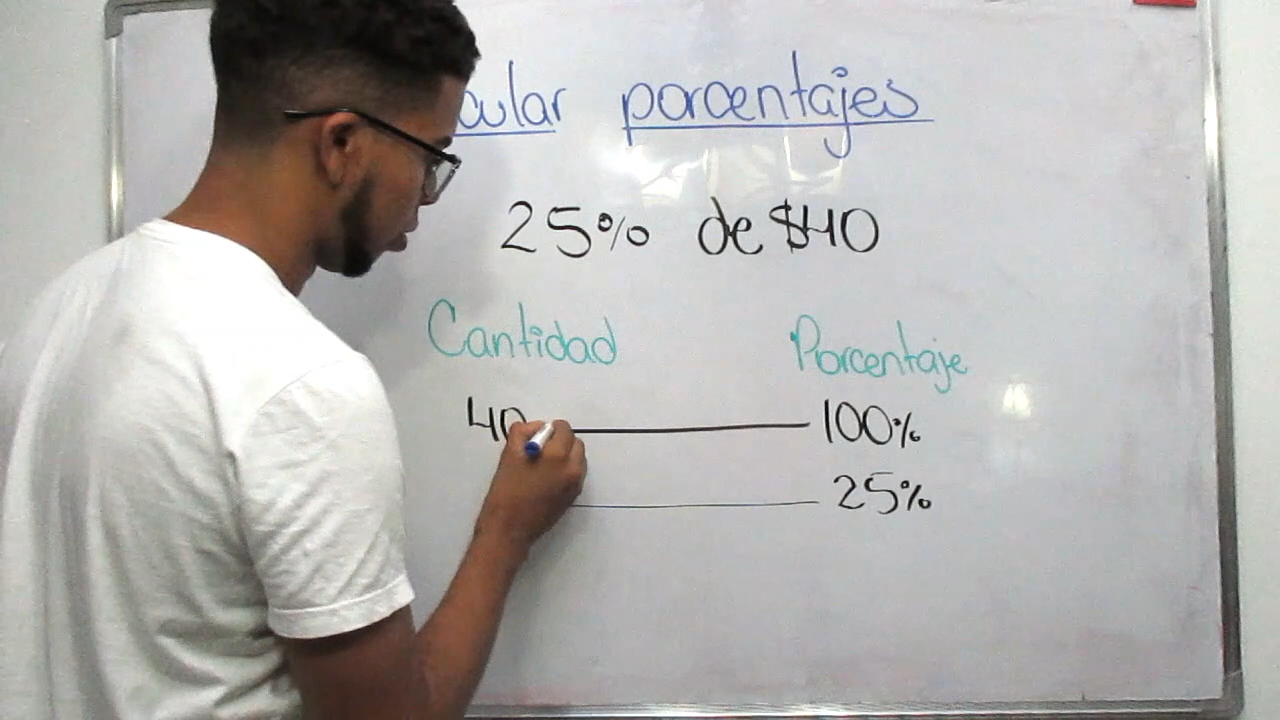 cular porcentajes
25% de $40
Cantidad Porcentaje
40 100%
25%